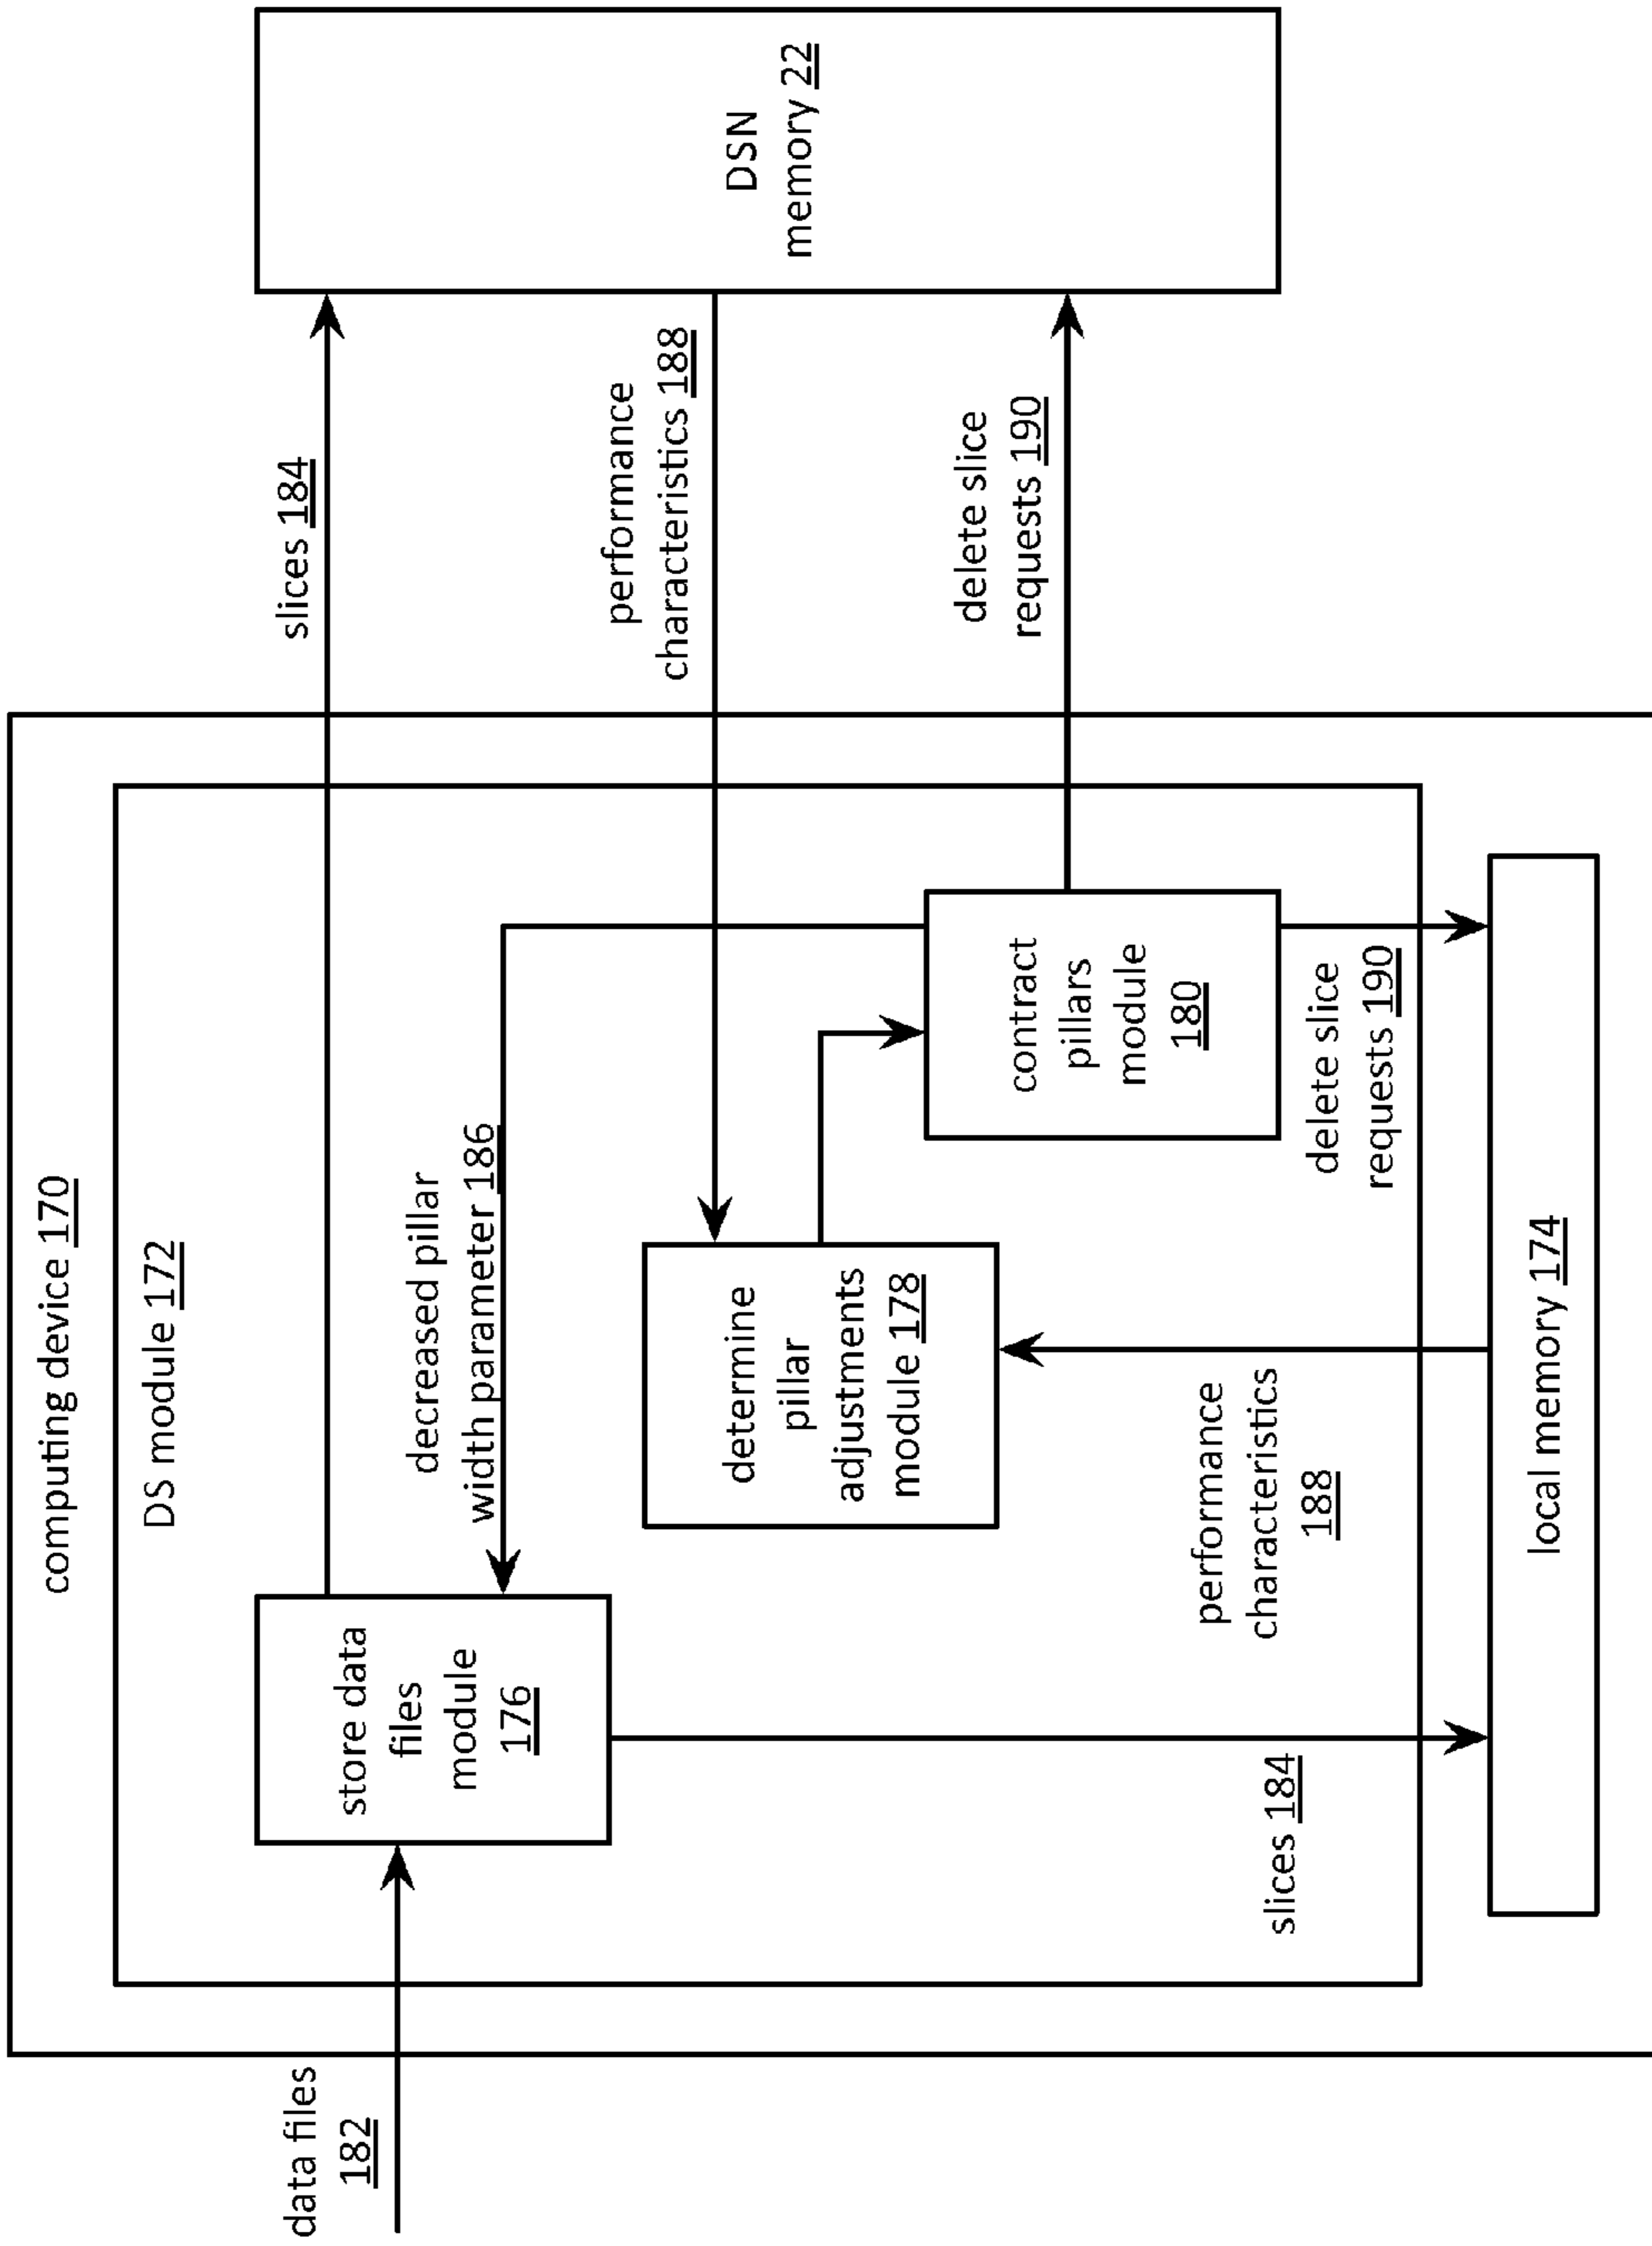 computing device 170
DS module 172
data files
182
store data
files
module
176
slices 184
decreased pillar
width parameter 186
performance
characteristics 188
DSN
memory 22
determine
pillar
adjustments
module 178
contract
pillars
module
180
delete slice
requests 190
slices 184
performance
characteristics
188
delete slice
requests 190
local memory 174